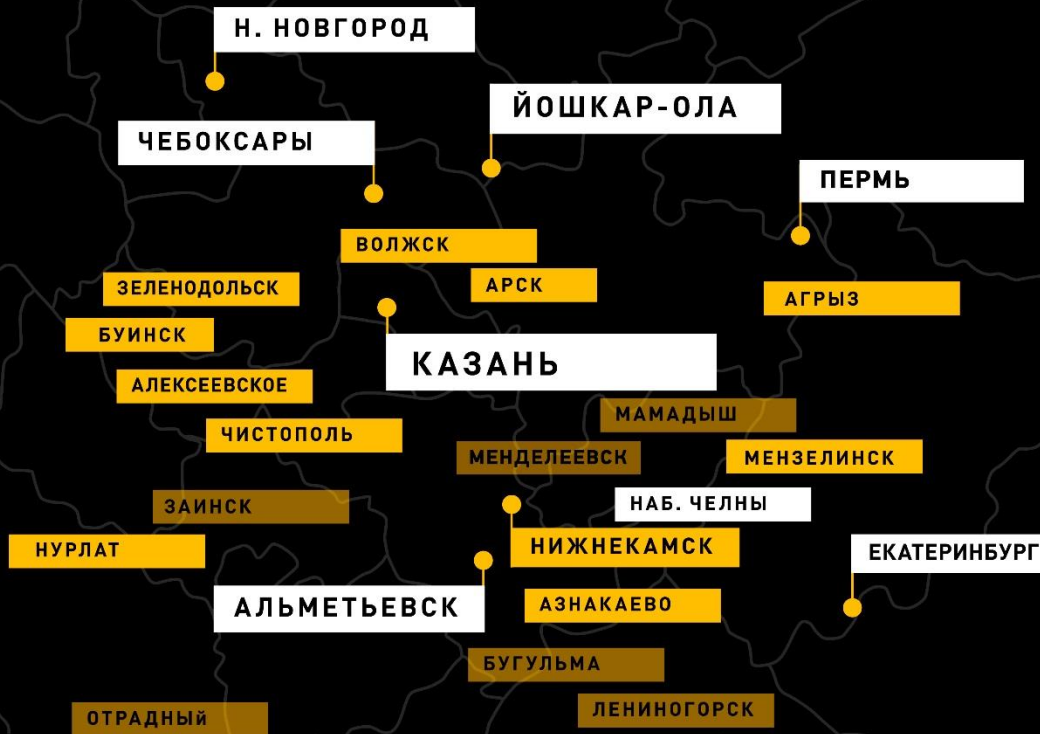 Н. НОВГОРОД
ЙОШКАР-ОЛА
ЧЕБОКСАРЫ
ПЕРМЬ
ВОЛЖСК
АРСК
ЗЕЛЕНОДОЛЬСК
АГРЫЗ
БУИНСК
КАЗАНЬ
АЛЕКСЕЕВСКОЕ
МАМАДЫШ
ЧИСТОПОЛЬ
МЕНДЕЛЕЕВСК
МЕНЗЕЛИНСК
ЗАИНСК
НАБ. ЧЕЛНЫ
НУРЛАТ
НИЖНЕКАМСК
ЕКАТЕРИНБУРГ
АЛЬМЕТЬЕВСК
АЗНАКАЕВО
БУГУЛЬМА
ЛЕНИНОГОРСК
ОТРАДНЫй